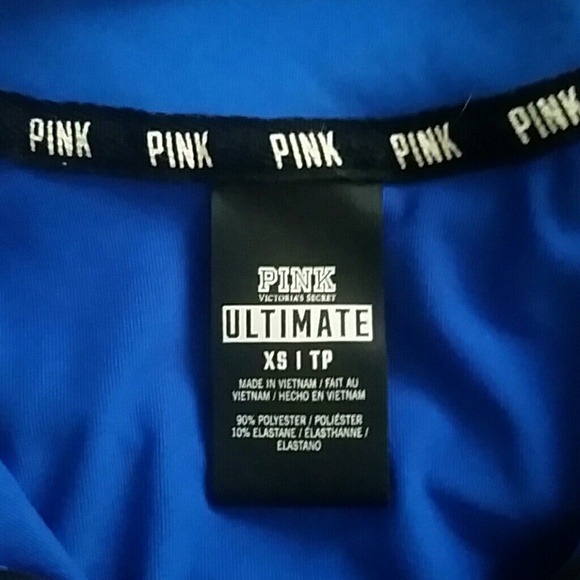 PINK PINK PINK PINK PINK
PINK
VICTORIA'S SECRET
ULTIMATE
XS | TP
MADE IN VIETNAM / FAIT AU
VIETNAM / HECHO EN VIETNAM
90% POLYESTER / POLIÉSTER
10% ELASTANE / ÉLASTHANNE /
ELASTANO